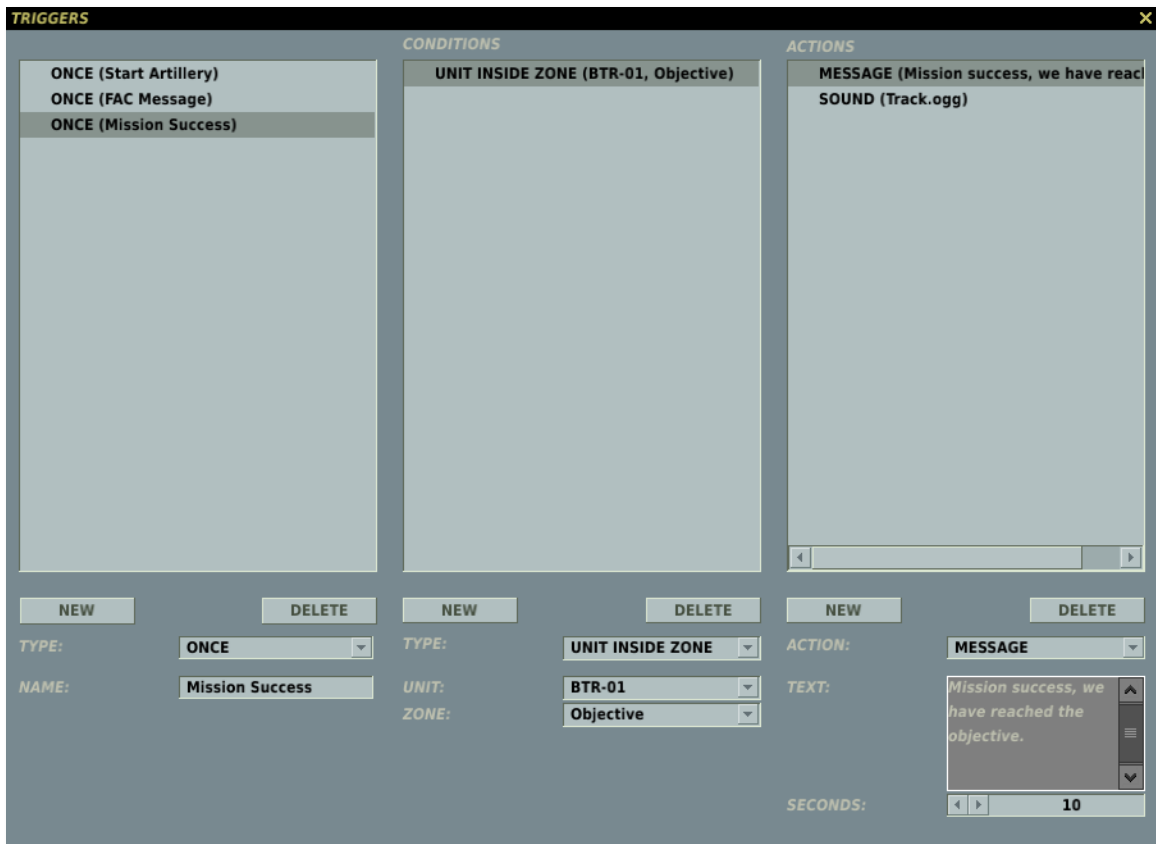 TRIGGERS
CONDITIONS
ACTIONS
ONCE (Start Artillery)
ONCE (FAC Message)
ONCE (Mission Success)
UNIT INSIDE ZONE (BTR-01, Objective)
MESSAGE (Mission success, we have reac
SOUND (Track.ogg)
NEW
DELETE
NEW
DELETE
NEW
DELETE
TYPE:
ONCE
NAME:
Mission Success
TYPE:
UNIT INSIDE ZONE
UNIT:
BTR-01
ZONE:
Objective
ACTION:
MESSAGE
TEXT:
Mission success, we
have reached the
objective.
SECONDS:
10